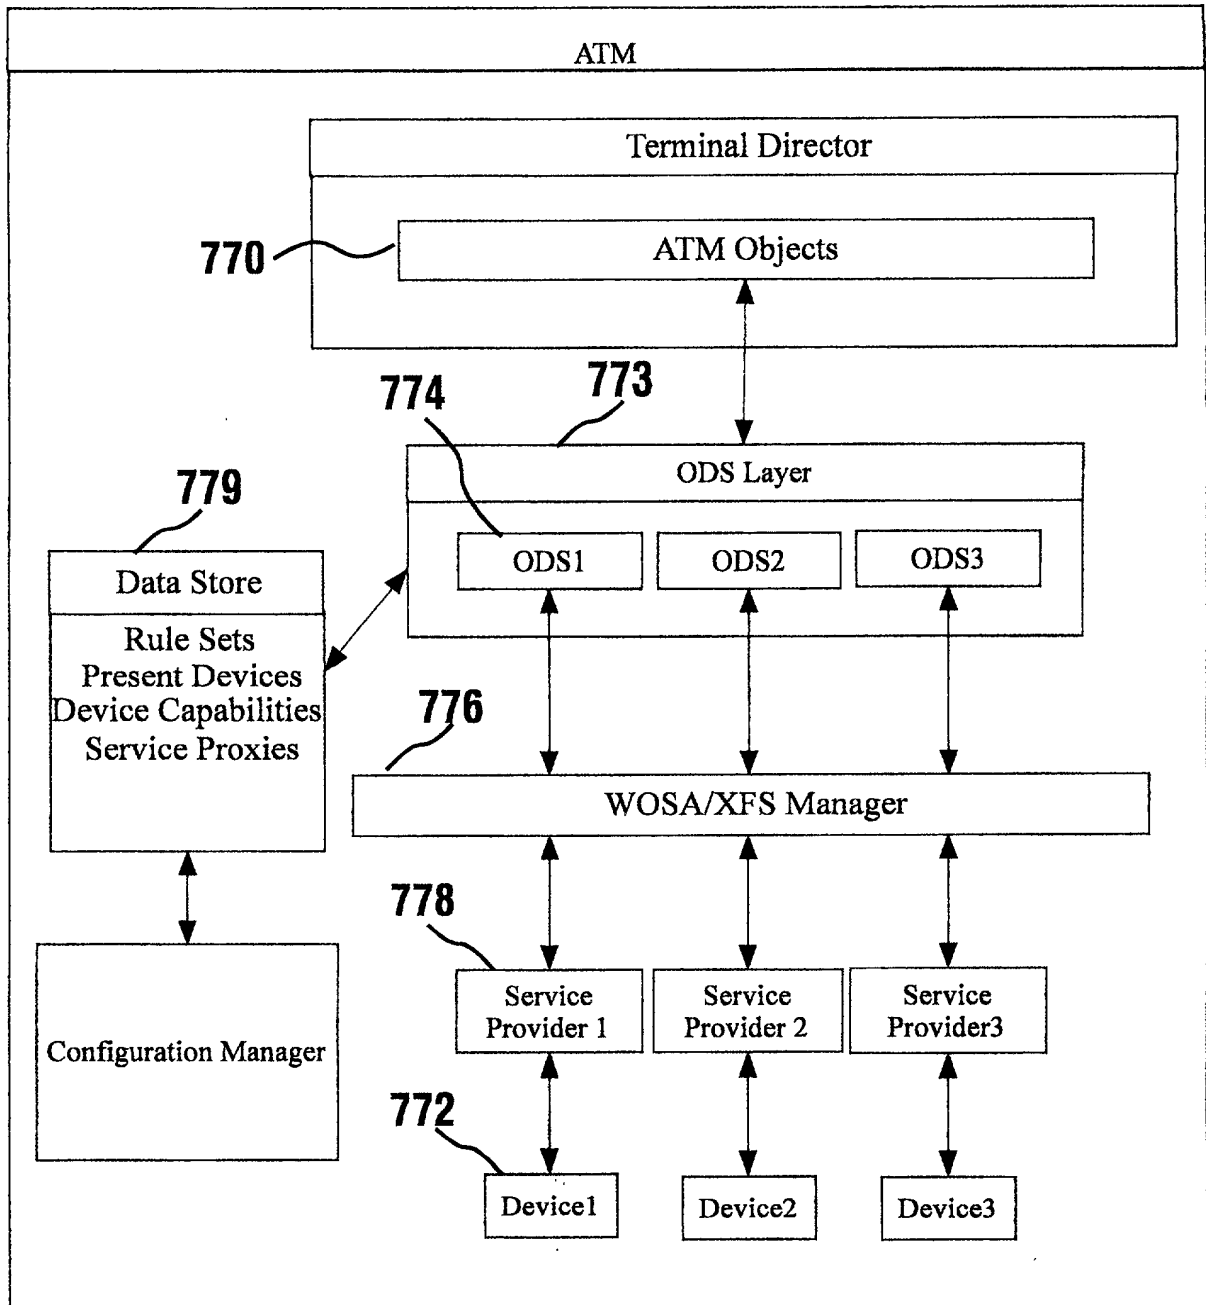 ATM
Terminal Director
770
ATM Objects
773
774
ODS Layer
779
ODS1
ODS2
ODS3
Data Store
Rule Sets
Present Devices
Device Capabilities
Service Proxies
776
WOSA/XFS Manager
778
Service
Provider 1
Service
Provider 2
Service
Provider3
Configuration Manager
772
Device1
Device2
Device3